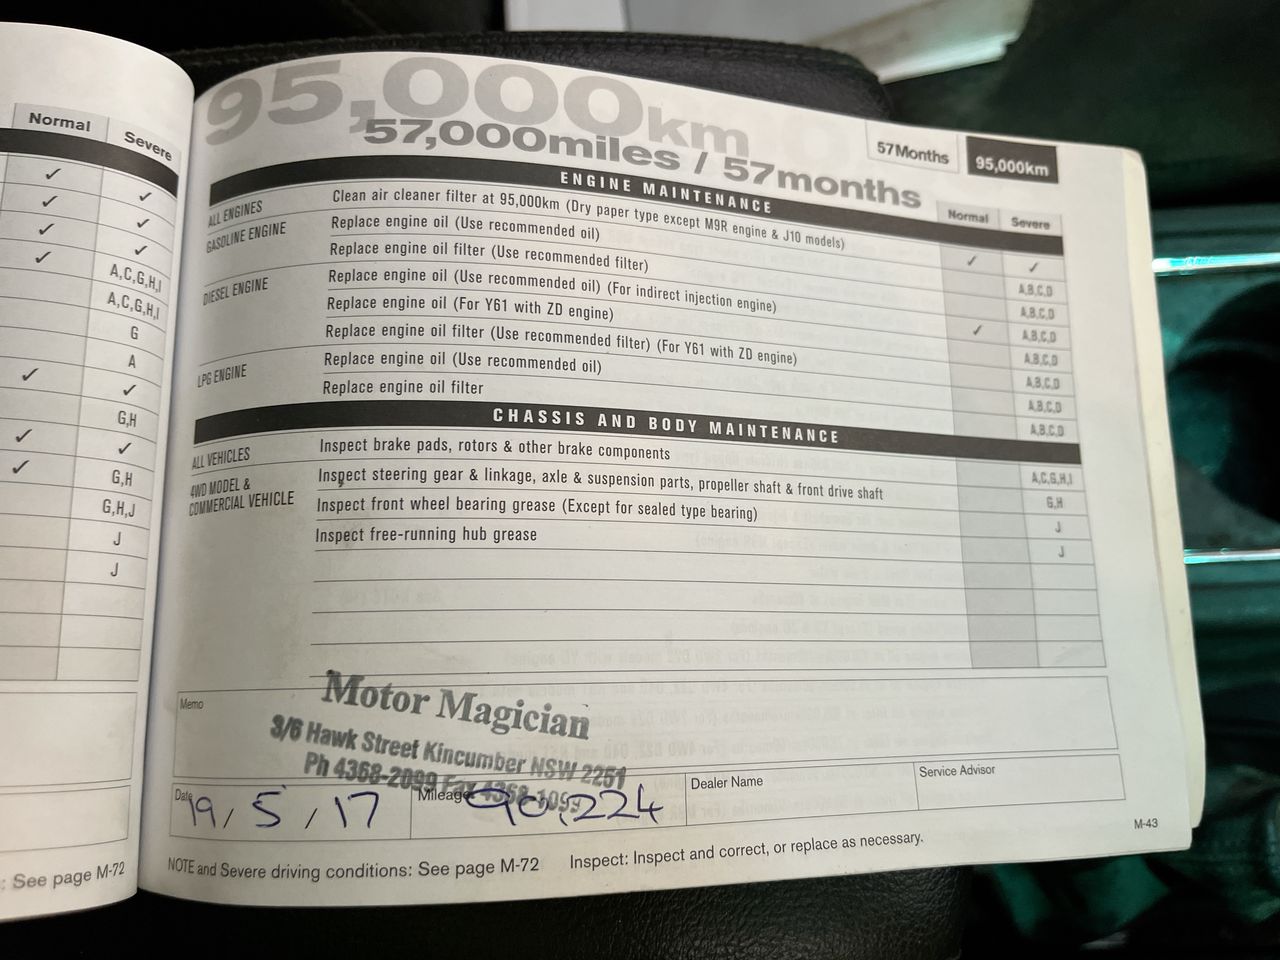 Normal Severe
✓ ✓
✓ ✓
✓ ✓
✓ A,C,G,H,I
A,C,G,H,I
G
A
✓ ✓
G,H
✓ ✓
✓ G,H
G,H,J
J
J
: See page M-72
95,000km
57,000miles / 57months
57Months 95,000km
ENGINE MAINTENANCE Normal Severe
ALL ENGINES Clean air cleaner filter at 95,000km (Dry paper type except M9R engine & J10 models) ✓ ✓
GASOLINE ENGINE Replace engine oil (Use recommended oil) A,B,C,D
Replace engine oil filter (Use recommended filter) A,B,C,D
DIESEL ENGINE Replace engine oil (Use recommended oil) (For indirect injection engine) ✓ A,B,C,D
Replace engine oil (For Y61 with ZD engine) A,B,C,D
Replace engine oil filter (Use recommended filter) (For Y61 with ZD engine) A,B,C,D
LPG ENGINE Replace engine oil (Use recommended oil) A,B,C,D
Replace engine oil filter A,B,C,D
CHASSIS AND BODY MAINTENANCE
ALL VEHICLES Inspect brake pads, rotors & other brake components A,C,G,H,I
4WD MODEL & COMMERCIAL VEHICLE Inspect steering gear & linkage, axle & suspension parts, propeller shaft & front drive shaft G,H
Inspect front wheel bearing grease (Except for sealed type bearing) J
Inspect free-running hub grease J
Memo
Motor Magician
3/6 Hawk Street Kincumber NSW 2251
Ph 4368-2099 Fax 4368-1099
Date 19/5/17 Mileage 90,224 Dealer Name Service Advisor
NOTE and Severe driving conditions: See page M-72 Inspect: Inspect and correct, or replace as necessary.
M-43